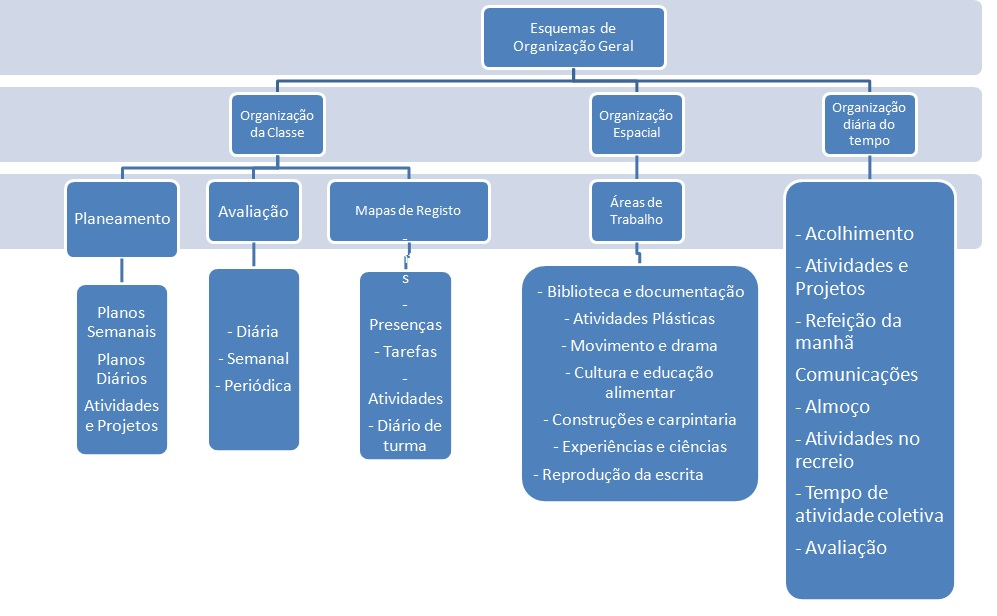 Esquemas de
Organização Geral
Organização
da Classe
Organização
Espacial
Organização
diária do
tempo
Planeamento
Avaliação
Mapas de Registo
Áreas de
Trabalho
Planos
Semanais
Planos
Diários
Atividades
e Projetos
- Diária
- Semanal
- Periódica
-
s
-
Presenças
- Tarefas
-
Atividades
- Diário de
turma
- Biblioteca e documentação
- Atividades Plásticas
- Movimento e drama
- Cultura e educação
alimentar
- Construções e carpintaria
- Experiências e ciências
- Reprodução da escrita
- Acolhimento
- Atividades e
Projetos
- Refeição da
manhã
Comunicações
- Almoço
- Atividades no
recreio
- Tempo de
atividade coletiva
- Avaliação